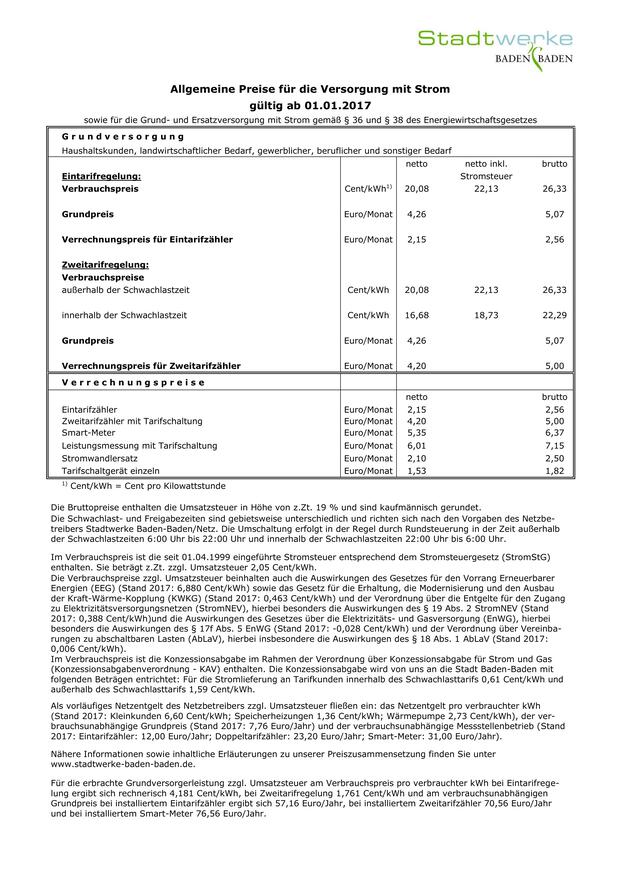 Stadtwerke
BADEN BADEN
Allgemeine Preise für die Versorgung mit Strom
gültig ab 01.01.2017
sowie für die Grund- und Ersatzversorgung mit Strom gemäß § 36 und § 38 des Energiewirtschaftsgesetzes
Grundversorgung
Haushaltskunden, landwirtschaftlicher Bedarf, gewerblicher, beruflicher und sonstiger Bedarf
netto netto inkl. brutto
Eintarifregelung: Stromsteuer
Verbrauchspreis Cent/kWh1) 20,08 22,13 26,33
Grundpreis Euro/Monat 4,26 5,07
Verrechnungspreis für Eintarifzähler Euro/Monat 2,15 2,56
Zweitarifregelung:
Verbrauchspreise
außerhalb der Schwachlastzeit Cent/kWh 20,08 22,13 26,33
innerhalb der Schwachlastzeit Cent/kWh 16,68 18,73 22,29
Grundpreis Euro/Monat 4,26 5,07
Verrechnungspreis für Zweitarifzähler Euro/Monat 4,20 5,00
Verrechnungspreise
netto brutto
Eintarifzähler Euro/Monat 2,15 2,56
Zweitarifzähler mit Tarifschaltung Euro/Monat 4,20 5,00
Smart-Meter Euro/Monat 5,35 6,37
Leistungsmessung mit Tarifschaltung Euro/Monat 6,01 7,15
Stromwandlersatz Euro/Monat 2,10 2,50
Tarifschaltgerät einzeln Euro/Monat 1,53 1,82
1) Cent/kWh = Cent pro Kilowattstunde
Die Bruttopreise enthalten die Umsatzsteuer in Höhe von z.Zt. 19 % und sind kaufmännisch gerundet.
Die Schwachlast- und Freigabezeiten sind gebietsweise unterschiedlich und richten sich nach den Vorgaben des Netzbe-
treibers Stadtwerke Baden-Baden/Netz. Die Umschaltung erfolgt in der Regel durch Rundsteuerung in der Zeit außerhalb
der Schwachlastzeiten 6:00 Uhr bis 22:00 Uhr und innerhalb der Schwachlastzeiten 22:00 Uhr bis 6:00 Uhr.
Im Verbrauchspreis ist die seit 01.04.1999 eingeführte Stromsteuer entsprechend dem Stromsteuergesetz (StromStG)
enthalten. Sie beträgt z.Zt. zzgl. Umsatzsteuer 2,05 Cent/kWh.
Die Verbrauchspreise zzgl. Umsatzsteuer beinhalten auch die Auswirkungen des Gesetzes für den Vorrang Erneuerbarer
Energien (EEG) (Stand 2017: 6,880 Cent/kWh) sowie das Gesetz für die Erhaltung, die Modernisierung und den Ausbau
der Kraft-Wärme-Kopplung (KWKG) (Stand 2017: 0,463 Cent/kWh) und der Verordnung über die Entgelte für den Zugang
zu Elektrizitätsversorgungsnetzen (StromNEV), hierbei besonders die Auswirkungen des § 19 Abs. 2 StromNEV (Stand
2017: 0,388 Cent/kWh)und die Auswirkungen des Gesetzes über die Elektrizitäts- und Gasversorgung (EnWG), hierbei
besonders die Auswirkungen des § 17f Abs. 5 EnWG (Stand 2017: -0,028 Cent/kWh) und der Verordnung über Vereinba-
rungen zu abschaltbaren Lasten (AbLaV), hierbei insbesondere die Auswirkungen des § 18 Abs. 1 AbLaV (Stand 2017:
0,006 Cent/kWh).
Im Verbrauchspreis ist die Konzessionsabgabe im Rahmen der Verordnung über Konzessionsabgabe für Strom und Gas
(Konzessionsabgabenverordnung - KAV) enthalten. Die Konzessionsabgabe wird von uns an die Stadt Baden-Baden mit
folgenden Beträgen entrichtet: Für die Stromlieferung an Tarifkunden innerhalb des Schwachlasttarifs 0,61 Cent/kWh und
außerhalb des Schwachlasttarifs 1,59 Cent/kWh.
Als vorläufiges Netzentgelt des Netzbetreibers zzgl. Umsatzsteuer fließen ein: das Netzentgelt pro verbrauchter kWh
(Stand 2017: Kleinkunden 6,60 Cent/kWh; Speicherheizungen 1,36 Cent/kWh; Wärmepumpe 2,73 Cent/kWh), der ver-
brauchsunabhängige Grundpreis (Stand 2017: 7,76 Euro/Jahr) und der verbrauchsunabhängige Messstellenbetrieb (Stand
2017: Eintarifzähler: 12,00 Euro/Jahr; Doppeltarifzähler: 23,20 Euro/Jahr; Smart-Meter: 31,00 Euro/Jahr).
Nähere Informationen sowie inhaltliche Erläuterungen zu unserer Preiszusammensetzung finden Sie unter
www.stadtwerke-baden-baden.de.
Für die erbrachte Grundversorgerleistung zzgl. Umsatzsteuer am Verbrauchspreis pro verbrauchter kWh bei Eintarifrege-
lung ergibt sich rechnerisch 4,181 Cent/kWh, bei Zweitarifregelung 1,761 Cent/kWh und am verbrauchsunabhängigen
Grundpreis bei installiertem Eintarifzähler ergibt sich 57,16 Euro/Jahr, bei installiertem Zweitarifzähler 70,56 Euro/Jahr
und bei installiertem Smart-Meter 76,56 Euro/Jahr.